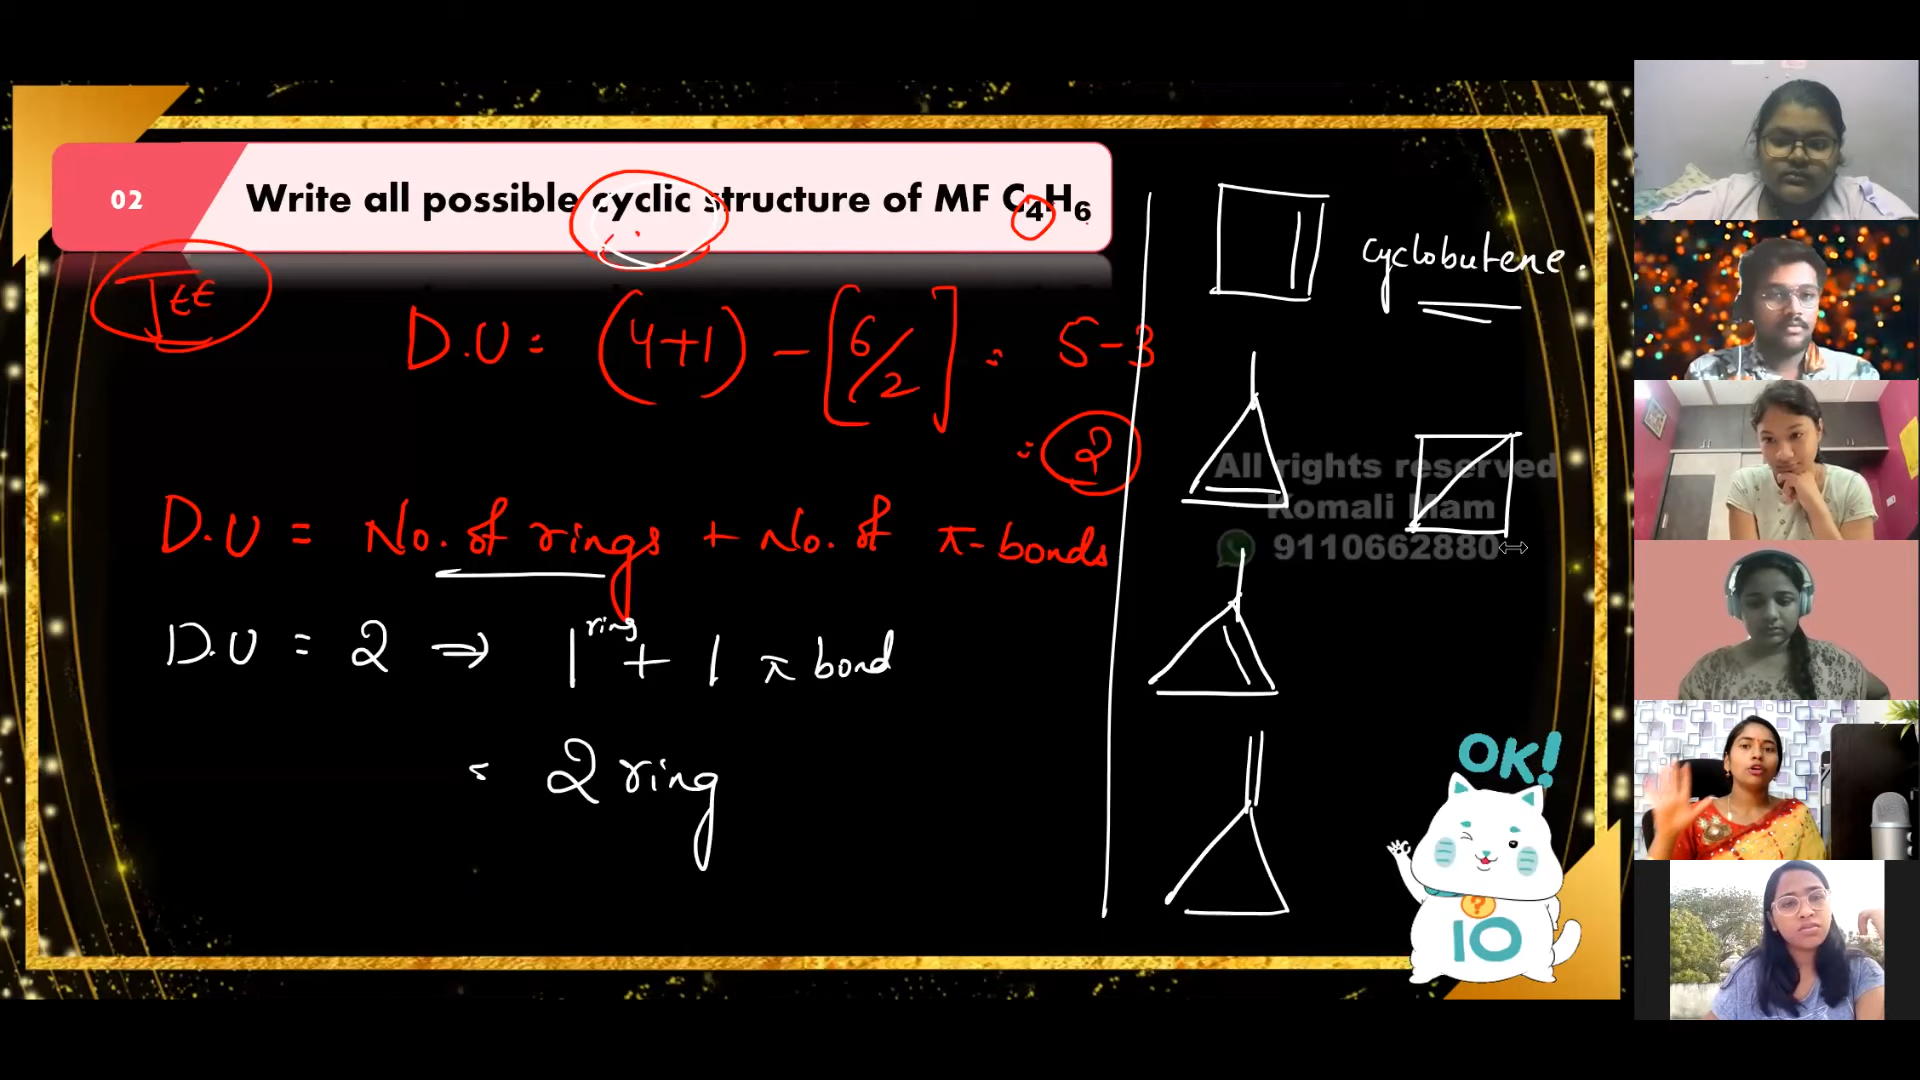 02
Write all possible cyclic structure of MF C₄H₆
JEE
D.U = (4+1) - [6/2] = 5-3
= 2
D.U = No. of rings + No. of π-bonds
D.U = 2 ⇒ 1 ring + 1 π bond
= 2 ring
cyclobutene.
All rights reserved
Komali Mam
9110662880
OK!
?
10